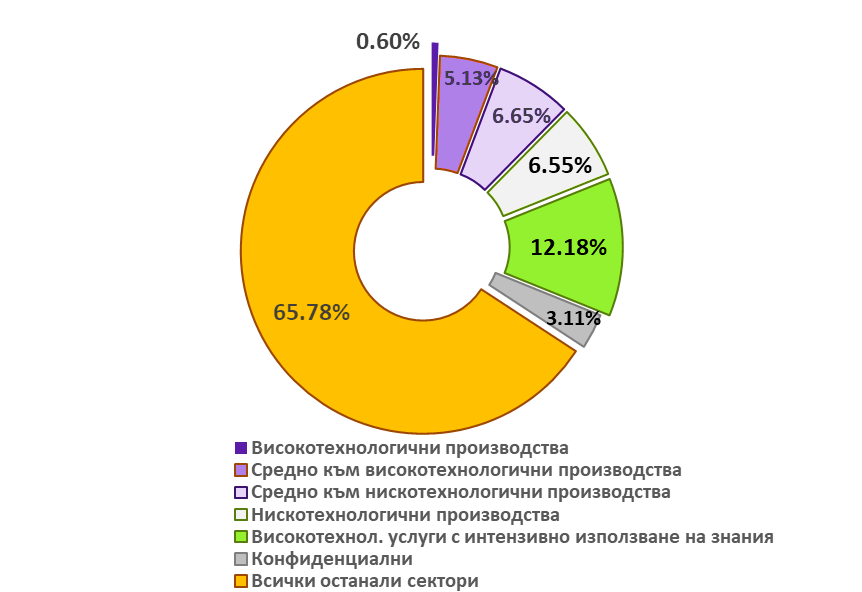 0.60%
5.13%
6.65%
6.55%
12.18%
3.11%
65.78%
Високотехнологични производства
Средно към високотехнологични производства
Средно към нискотехнологични производства
Нискотехнологични производства
Високотехнол. услуги с интензивно използване на знания
Конфиденциални
Всички останали сектори